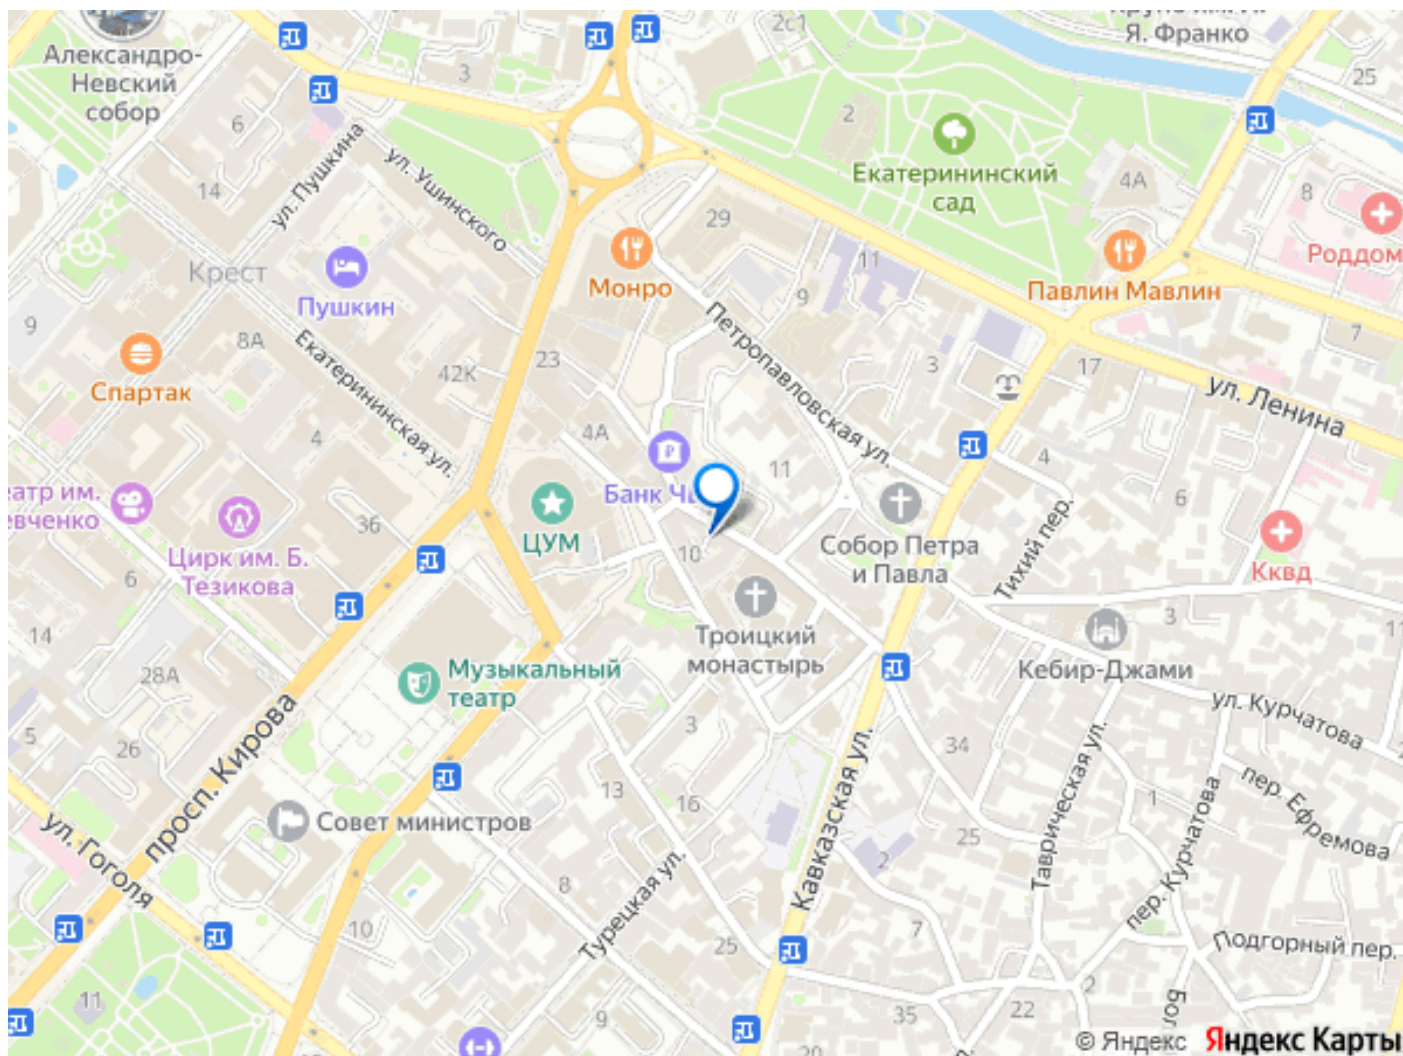 Я. Франко
2с1
25
Александро-
Невский
собор
3
6
2
14
ул. Пушкина
ул. Ушинского
Екатерининский
сад
4А
8
Роддом
29
11
9
Крест
Пушкин
Монро
Павлин Мавлин
9
7
8А
Спартак
Екатерининская ул.
42К
23
Петропавловская ул.
3
17
ул. Ленина
4
4А
Банк
11
4
6
ЦУМ
36
Цирк им. Б.
Тезикова
10
Собор Петра
и Павла
Тихий пер.
Кквд
6
14
Троицкий
монастырь
Кебир-Джами
3
28А
Музыкальный
театр
ул. Курчатова
5
26
просп. Кирова
3
34
Кавказская ул.
Таврическая ул.
пер. Курчатова
пер. Ефремова
13
16
1
25
Совет министров
ул. Гоголя
2
8
Турецкая ул.
10
25
7
Подгорный пер.
2
11
9
35
22
20
© Яндекс Яндекс Карты